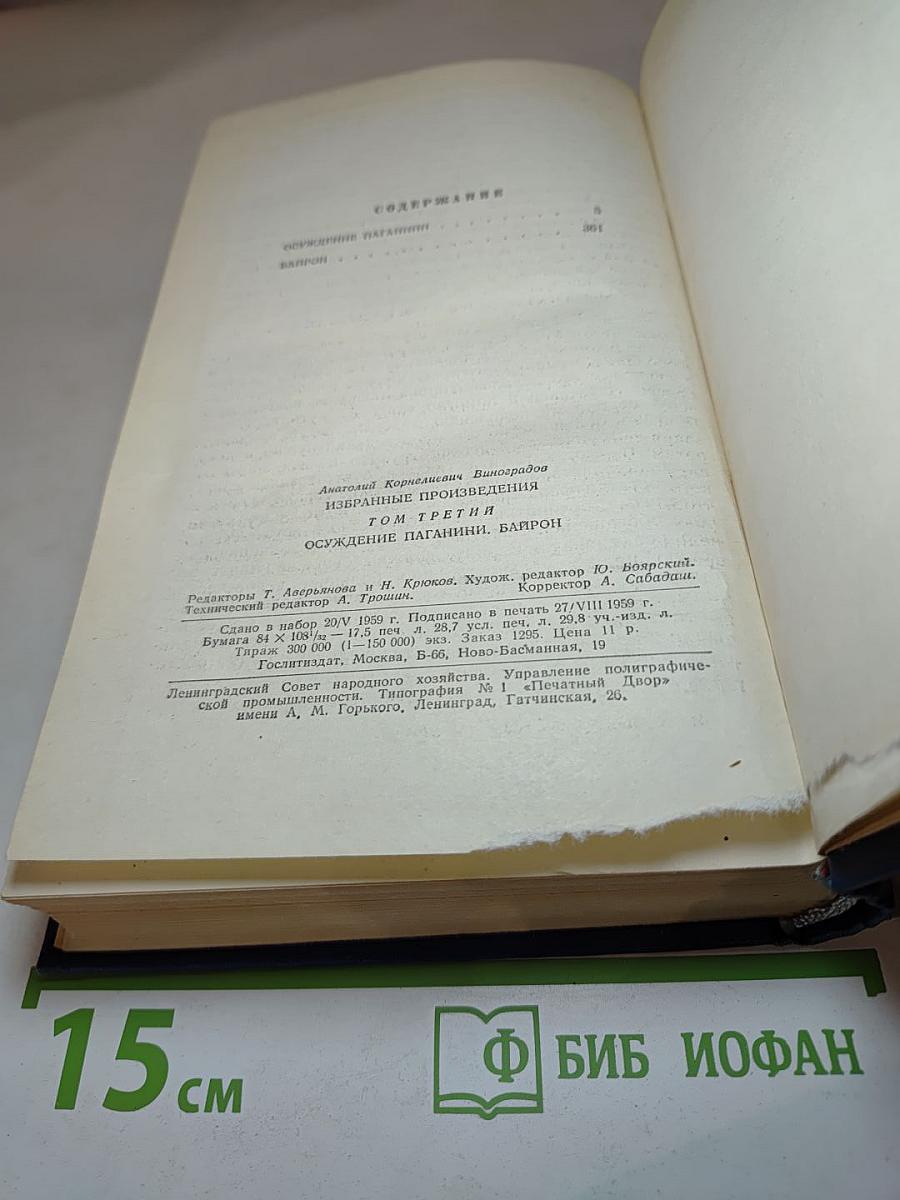 СОДЕРЖАНИЕ
ОСУЖДЕНИЕ ПАГАНИНИ . . . . . . . . . . 5
БАЙРОН . . . . . . . . . . . . . . . 361
Анатолий Корнелиевич Виноградов
ИЗБРАННЫЕ ПРОИЗВЕДЕНИЯ
ТОМ ТРЕТИЙ
ОСУЖДЕНИЕ ПАГАНИНИ. БАЙРОН
Редакторы Т. Аверьянова и Н. Крюков. Худож. редактор Ю. Боярский.
Технический редактор А. Трошин. Корректор А. Сабадаш.
Сдано в набор 20/V 1959 г. Подписано в печать 27/VIII 1959 г.
Бумага 84 × 108¹/₃₂ — 17,5 печ. л. 28,7 усл. печ. л. 29,8 уч.-изд. л.
Тираж 300 000 (1—150 000) экз. Заказ 1295. Цена 11 р.
Гослитиздат, Москва, Б-66, Ново-Басманная, 19
Ленинградский Совет народного хозяйства. Управление полиграфиче-
ской промышленности. Типография № 1 «Печатный Двор»
имени А. М. Горького, Ленинград, Гатчинская, 26.
15 см
Ф БИБ ИОФАН